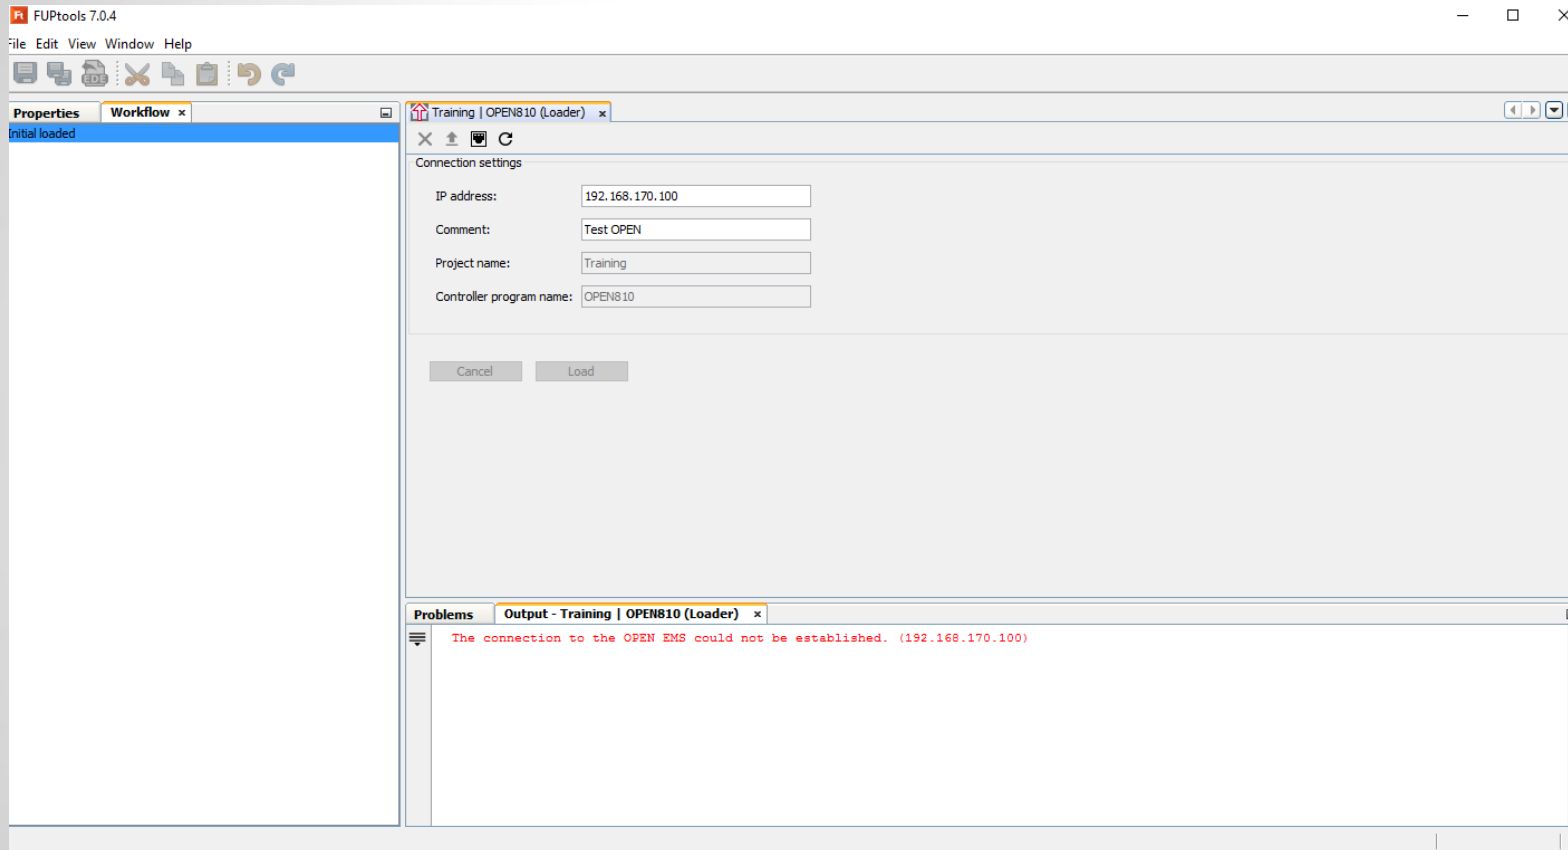 Ft FUPtools 7.0.4
File Edit View Window Help
EDE
Properties Workflow ×
Initial loaded
Training | OPEN810 (Loader) ×
Connection settings
IP address: 192.168.170.100
Comment: Test OPEN
Project name: Training
Controller program name: OPEN810
Cancel Load
Problems Output - Training | OPEN810 (Loader) ×
The connection to the OPEN EMS could not be established. (192.168.170.100)